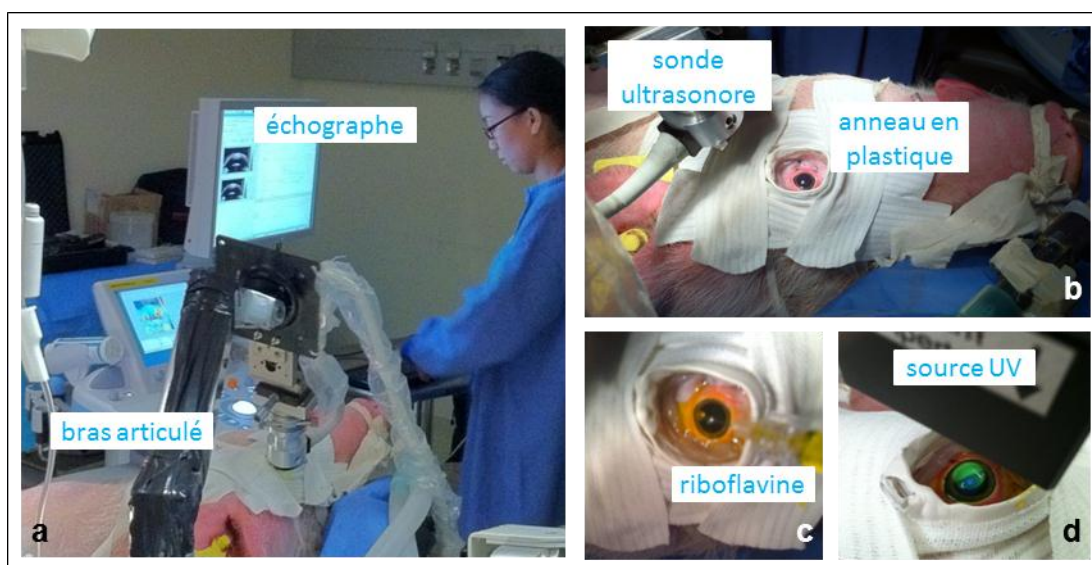 échographe
bras articulé
a
sonde
ultrasonore
anneau en
plastique
b
riboflavine
c
source UV
d